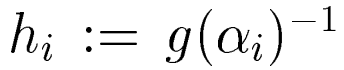 $h_i := g(\alpha_i)^{-1}$